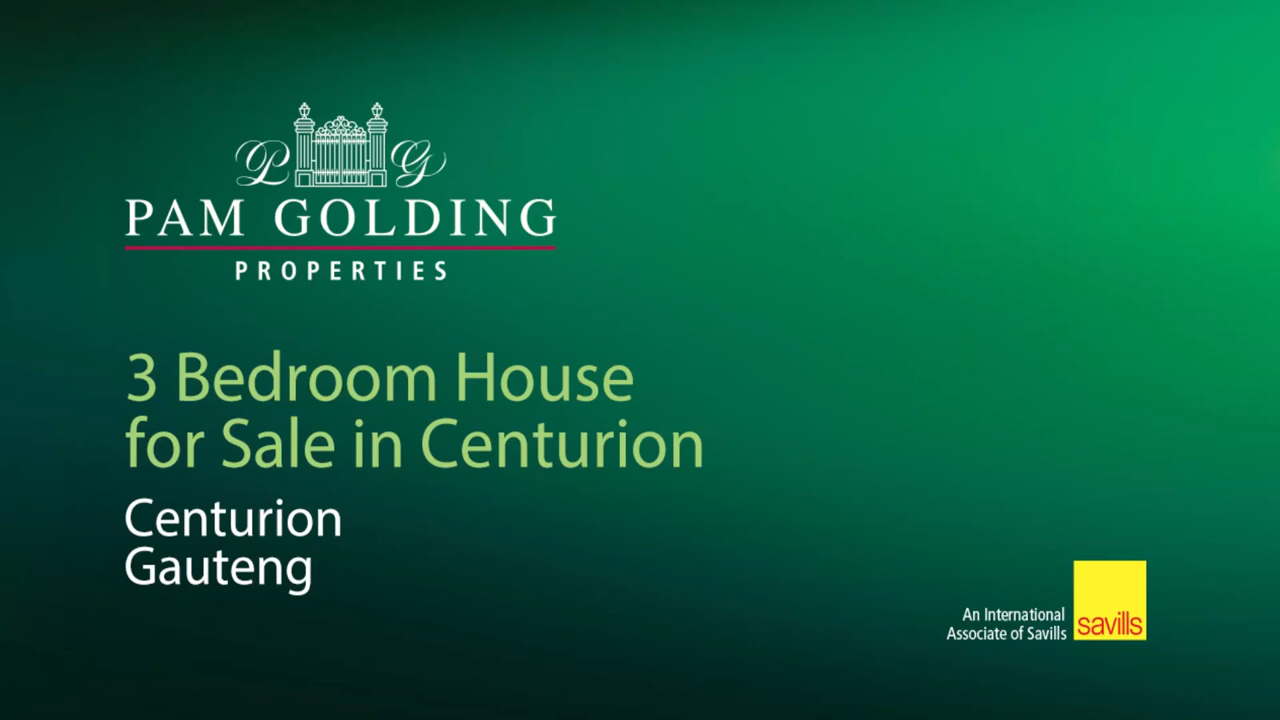 P G
PAM GOLDING
PROPERTIES
3 Bedroom House
for Sale in Centurion
Centurion
Gauteng
An International
Associate of Savills
savills